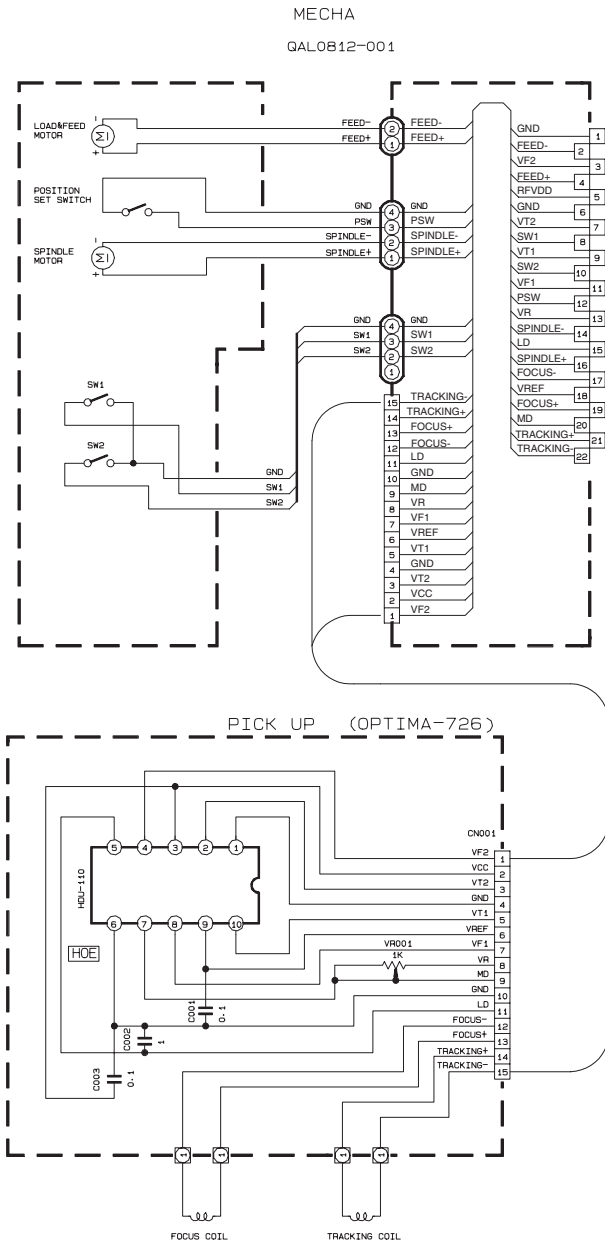 MECHA
QAL0812-001
LOAD&FEED
MOTOR
-
M
+
FEED-
FEED+
2
1
FEED-
FEED+
POSITION
SET SWITCH
SPINDLE
MOTOR
-
M
+
GND
PSW
SPINDLE-
SPINDLE+
4
3
2
1
GND
PSW
SPINDLE-
SPINDLE+
GND
SW1
SW2
4
3
2
1
GND
SW1
SW2
SW1
SW2
GND
SW1
SW2
15 TRACKING-
14 TRACKING+
13 FOCUS+
12 FOCUS-
11 LD
10 GND
9 MD
8 VR
7 VF1
6 VREF
5 VT1
4 GND
3 VT2
2 VCC
1 VF2
GND 1
FEED- 2
VF2 3
FEED+ 4
RFVDD 5
GND 6
VT2 7
SW1 8
VT1 9
SW2 10
VF1 11
PSW 12
VR 13
SPINDLE- 14
LD 15
SPINDLE+ 16
FOCUS- 17
VREF 18
FOCUS+ 19
MD 20
TRACKING+ 21
TRACKING- 22
PICK UP (OPTIMA-726)
5 4 3 2 1
HDU-110
6 7 8 9 10
HOE
VR001
1K
C001
0.1
C002
1
C003
0.1
CN001
VF2 1
VCC 2
VT2 3
GND 4
VT1 5
VREF 6
VF1 7
VR 8
MD 9
GND 10
LD 11
FOCUS- 12
FOCUS+ 13
TRACKING+ 14
TRACKING- 15
1 1 1 1
FOCUS COIL
TRACKING COIL